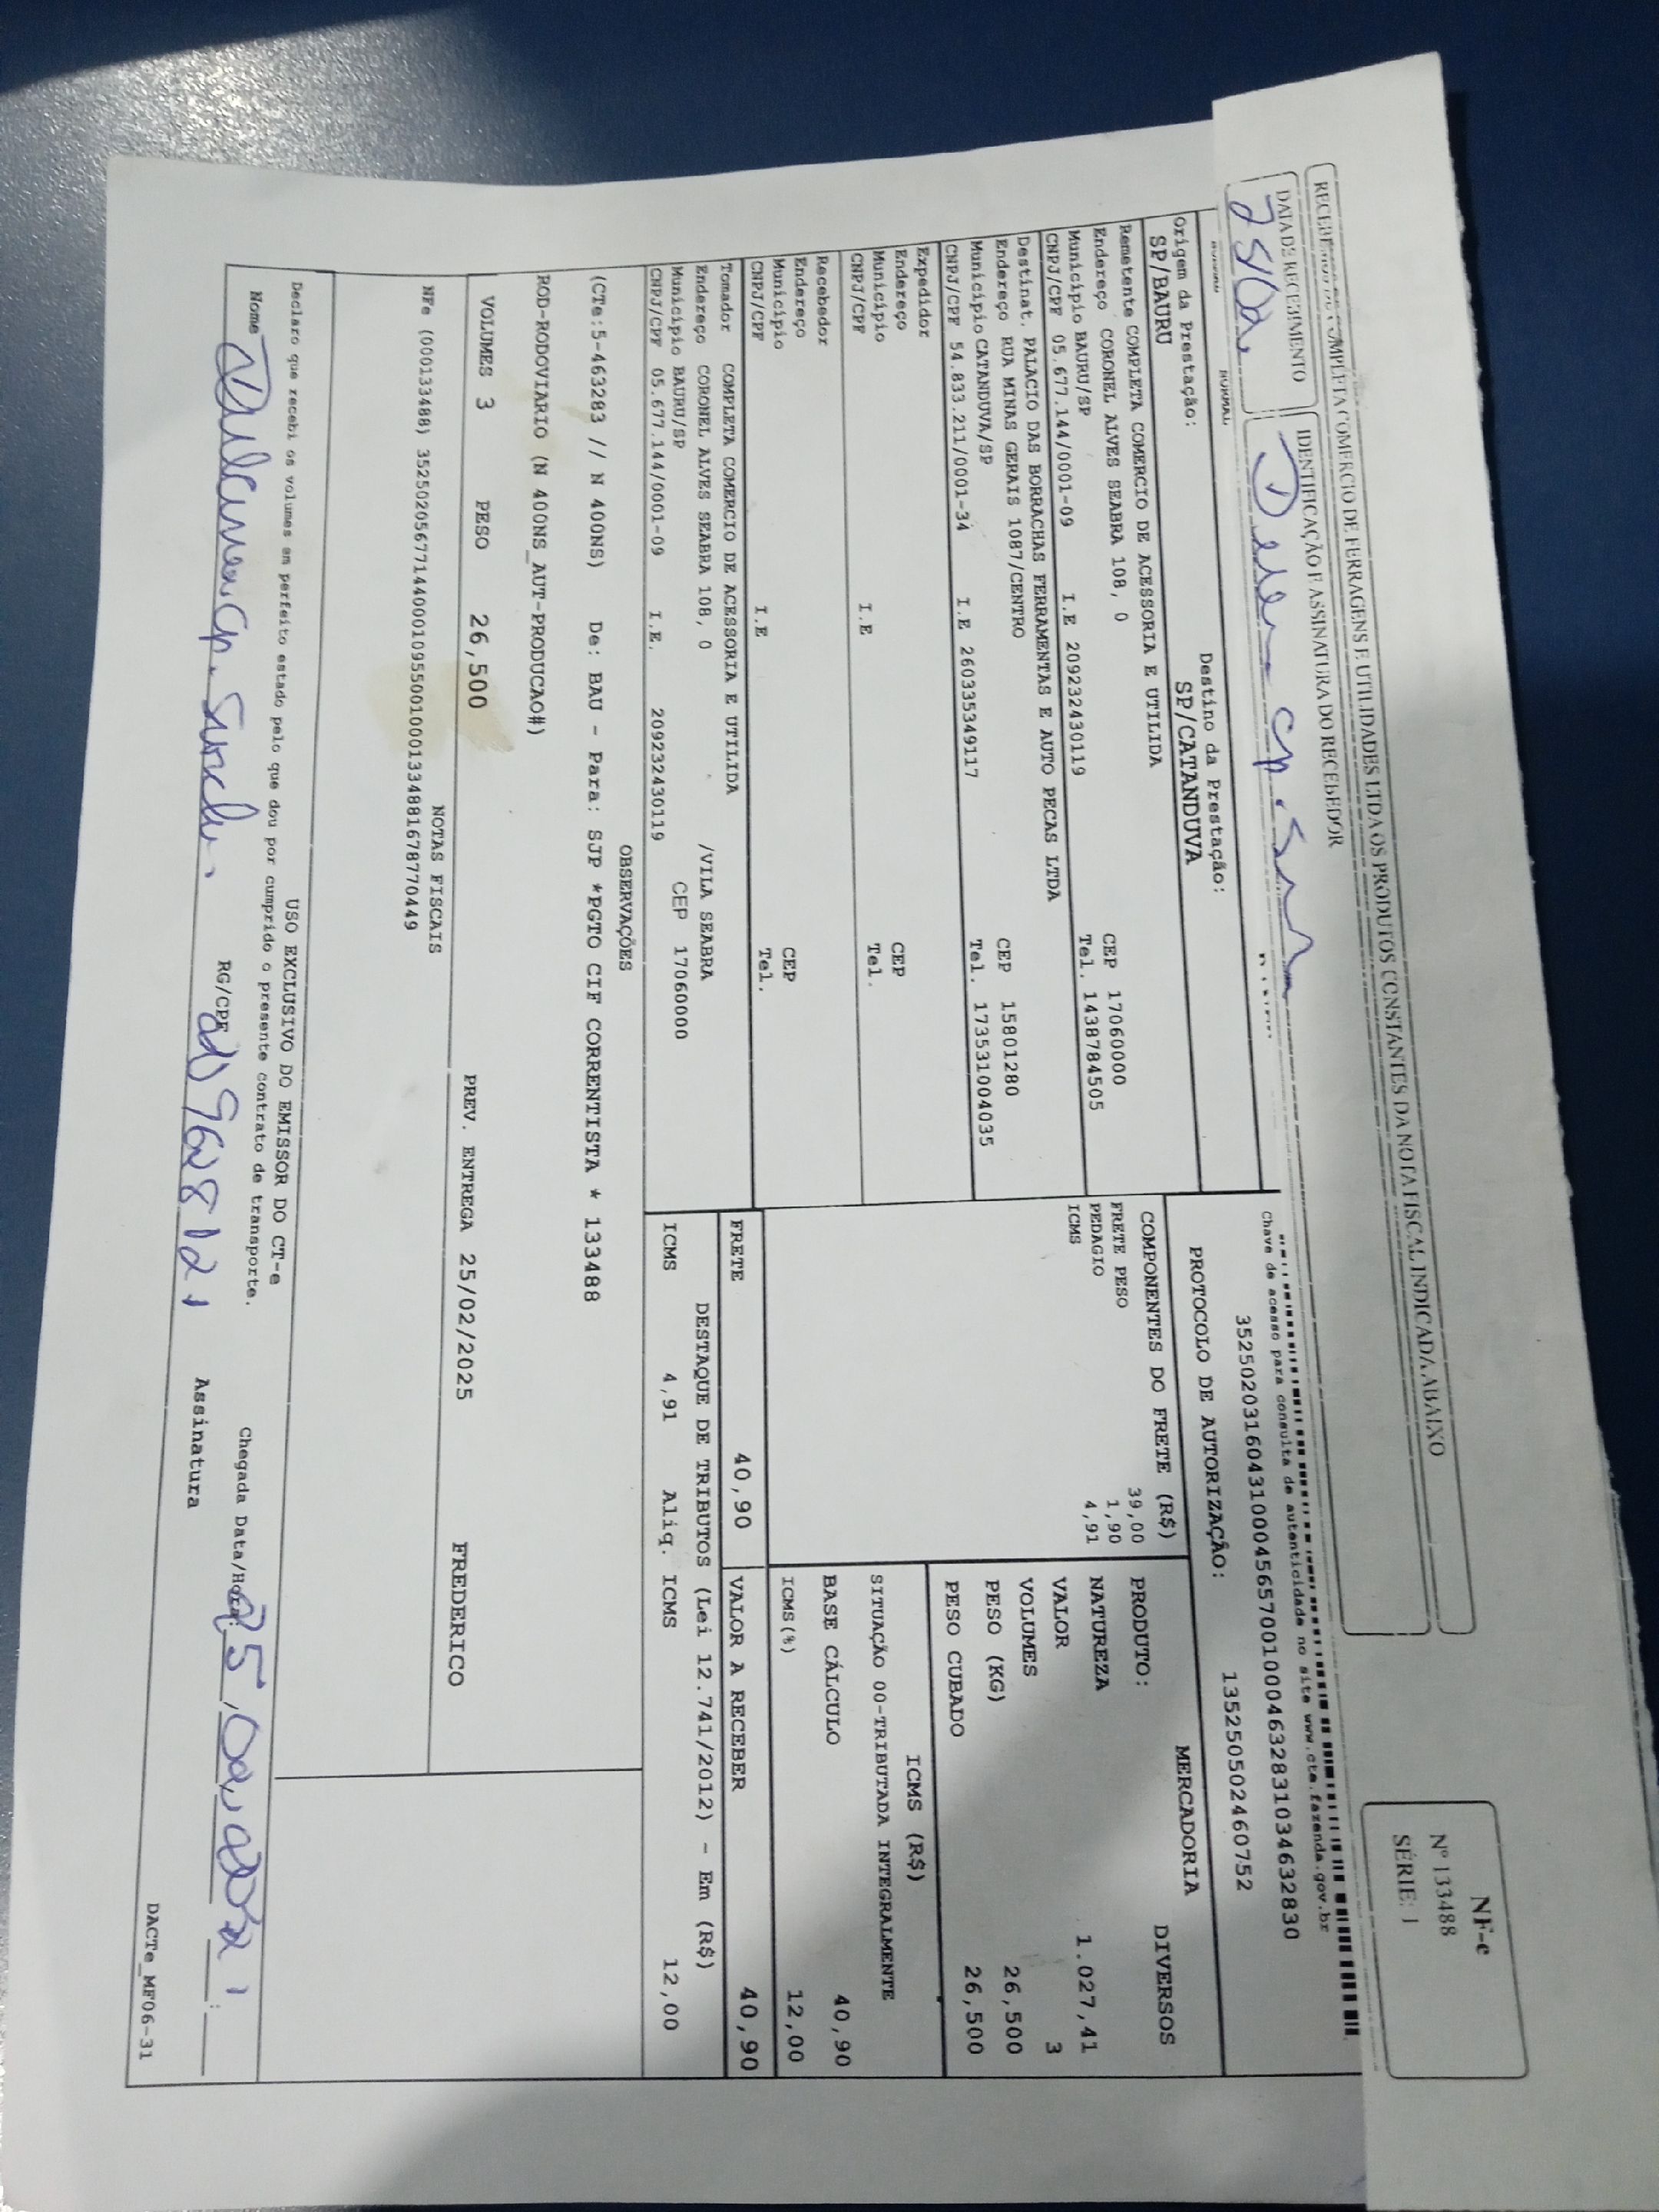 RECEBEMOS DE COMPLETA COMERCIO DE FERRAGENS E UTILIDADES LTDA OS PRODUTOS CONSTANTES DA NOTA FISCAL INDICADA ABAIXO
NF-e
Nº 133488
SÉRIE: 1
DATA DE RECEBIMENTO
IDENTIFICAÇÃO E ASSINATURA DO RECEBEDOR
NORMAL
Chave de acesso para consulta de autenticidade no site www.cte.fazenda.gov.br
35250203160431000456570010004632831034632830
PROTOCOLO DE AUTORIZAÇÃO: 135250502460752
Origem da Prestação: Destino da Prestação:
SP/BAURU SP/CATANDUVA
Remetente COMPLETA COMERCIO DE ACESSORIA E UTILIDA
Endereço CORONEL ALVES SEABRA 108, 0 CEP 17060000
Município BAURU/SP Tel. 1438784505
CNPJ/CPF 05.677.144/0001-09 I.E 209232430119
Destinat. PALACIO DAS BORRACHAS FERRAMENTAS E AUTO PECAS LTDA
Endereço RUA MINAS GERAIS 1087/CENTRO CEP 15801280
Município CATANDUVA/SP Tel. 173531004035
CNPJ/CPF 54.833.211/0001-34 I.E 260335349117
Expedidor
Endereço CEP
Município Tel.
CNPJ/CPF I.E
Recebedor
Endereço CEP
Município Tel.
CNPJ/CPF I.E
Tomador COMPLETA COMERCIO DE ACESSORIA E UTILIDA
Endereço CORONEL ALVES SEABRA 108, 0 /VILA SEABRA
Município BAURU/SP CEP 17060000
CNPJ/CPF 05.677.144/0001-09 I.E. 209232430119
COMPONENTES DO FRETE (R$)
FRETE PESO 39,00
PEDAGIO 1,90
ICMS 4,91
MERCADORIA
PRODUTO: DIVERSOS
NATUREZA
VALOR 1.027,41
VOLUMES 3
PESO (KG) 26,500
PESO CUBADO 26,500
ICMS (R$)
SITUAÇÃO 00-TRIBUTADA INTEGRALMENTE
BASE CÁLCULO 40,90
ICMS(%) 12,00
FRETE 40,90
VALOR A RECEBER 40,90
DESTAQUE DE TRIBUTOS (Lei 12.741/2012) - Em (R$)
ICMS 4,91 Aliq. ICMS 12,00
OBSERVAÇÕES
(CTe:5-463283 // N 400NS) De: BAU - Para: SJP *PGTO CIF CORRENTISTA * 133488
ROD-RODOVIARIO (N 400NS_AUT-PRODUCAO#)
VOLUMES 3 PESO 26,500 PREV. ENTREGA 25/02/2025 FREDERICO
NOTAS FISCAIS
NFe (000133488) 35250205677144000109550010001334881678770449
USO EXCLUSIVO DO EMISSOR DO CT-e
Declaro que recebi os volumes em perfeito estado pelo que dou por cumprido o presente contrato de transporte.
Nome RG/CPF Assinatura Chegada Data/Hora:
DACTe_MF06-31